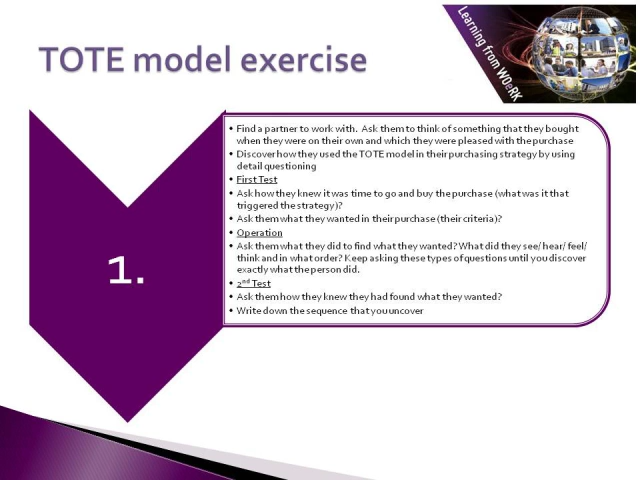 TOTE model exercise
Learning from WOeRK
1.
• Find a partner to work with. Ask them to think of something that they bought
when they were on their own and which they were pleased with the purchase
• Discover how they used the TOTE model in their purchasing strategy by using
detail questioning
• First Test
• Ask how they knew it was time to go and buy the purchase (what was it that
triggered the strategy)?
• Ask them what they wanted in their purchase (their criteria)?
• Operation
• Ask them what they did to find what they wanted? What did they see/ hear/ feel/
think and in what order? Keep asking these types of questions until you discover
exactly what the person did.
• 2nd Test
• Ask them how they knew they had found what they wanted?
• Write down the sequence that you uncover